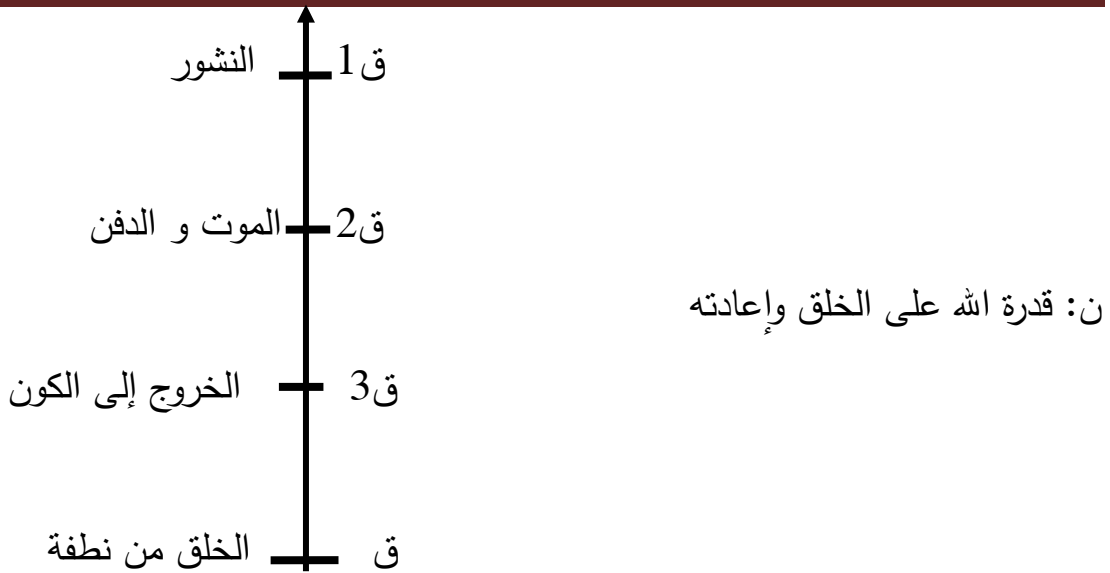 ق1 النشور
ق2 الموت و الدفن
ن: قدرة الله على الخلق وإعادته
ق3 الخروج إلى الكون
ق الخلق من نطفة